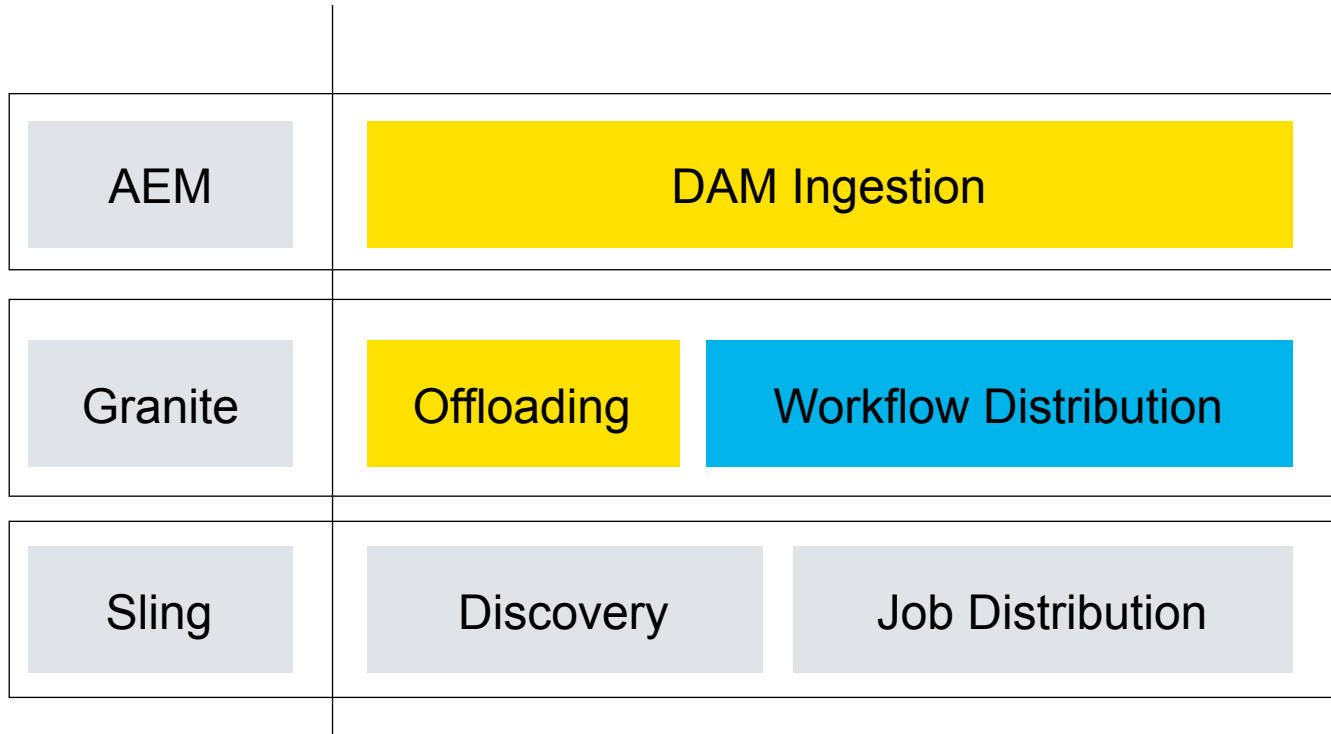 AEM
DAM Ingestion
Granite
Offloading
Workflow Distribution
Sling
Discovery
Job Distribution